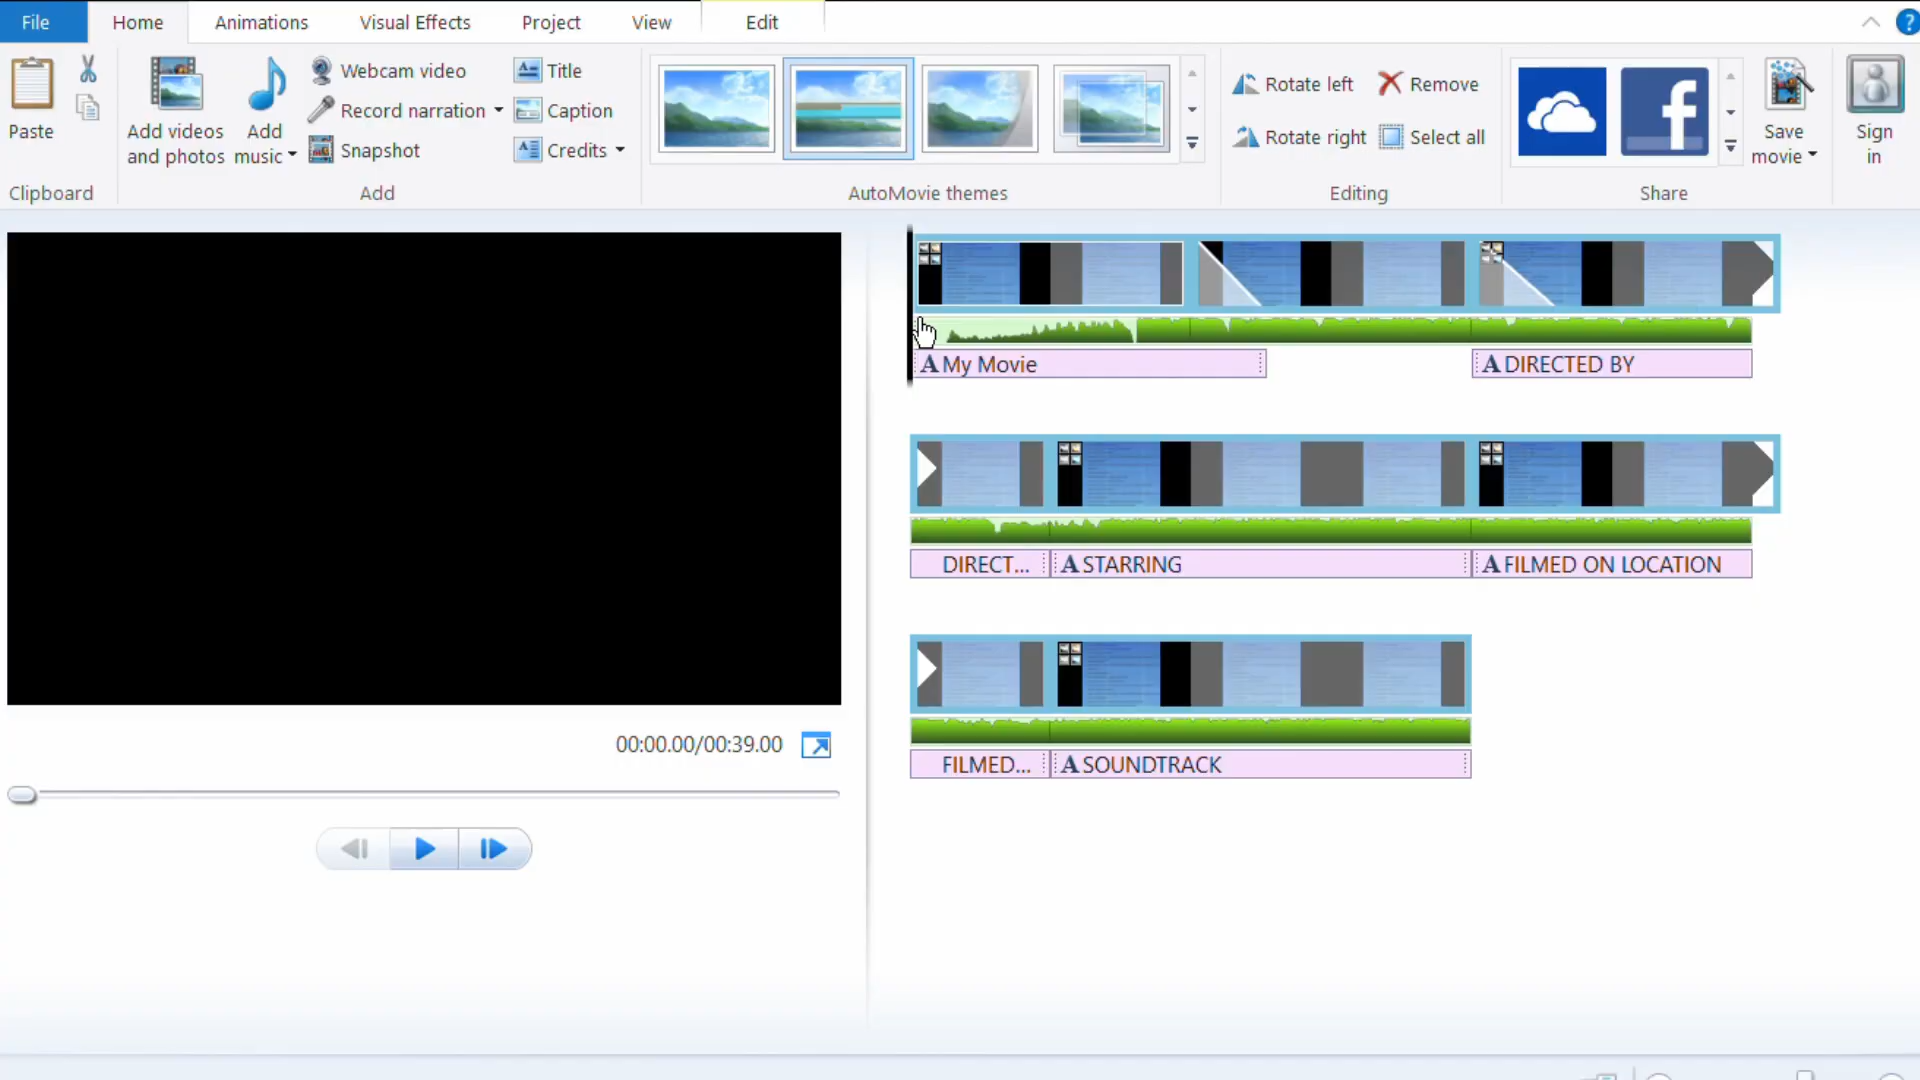 File Home Animations Visual Effects Project View Edit
Paste
Clipboard
Add videos and photos
Add music
Webcam video
Record narration
Snapshot
Title
Caption
Credits
Add
AutoMovie themes
Rotate left
Rotate right
Remove
Select all
Editing
Share
Save movie
Sign in
A My Movie
A DIRECTED BY
DIRECT... A STARRING A FILMED ON LOCATION
FILMED... A SOUNDTRACK
00:00.00/00:39.00